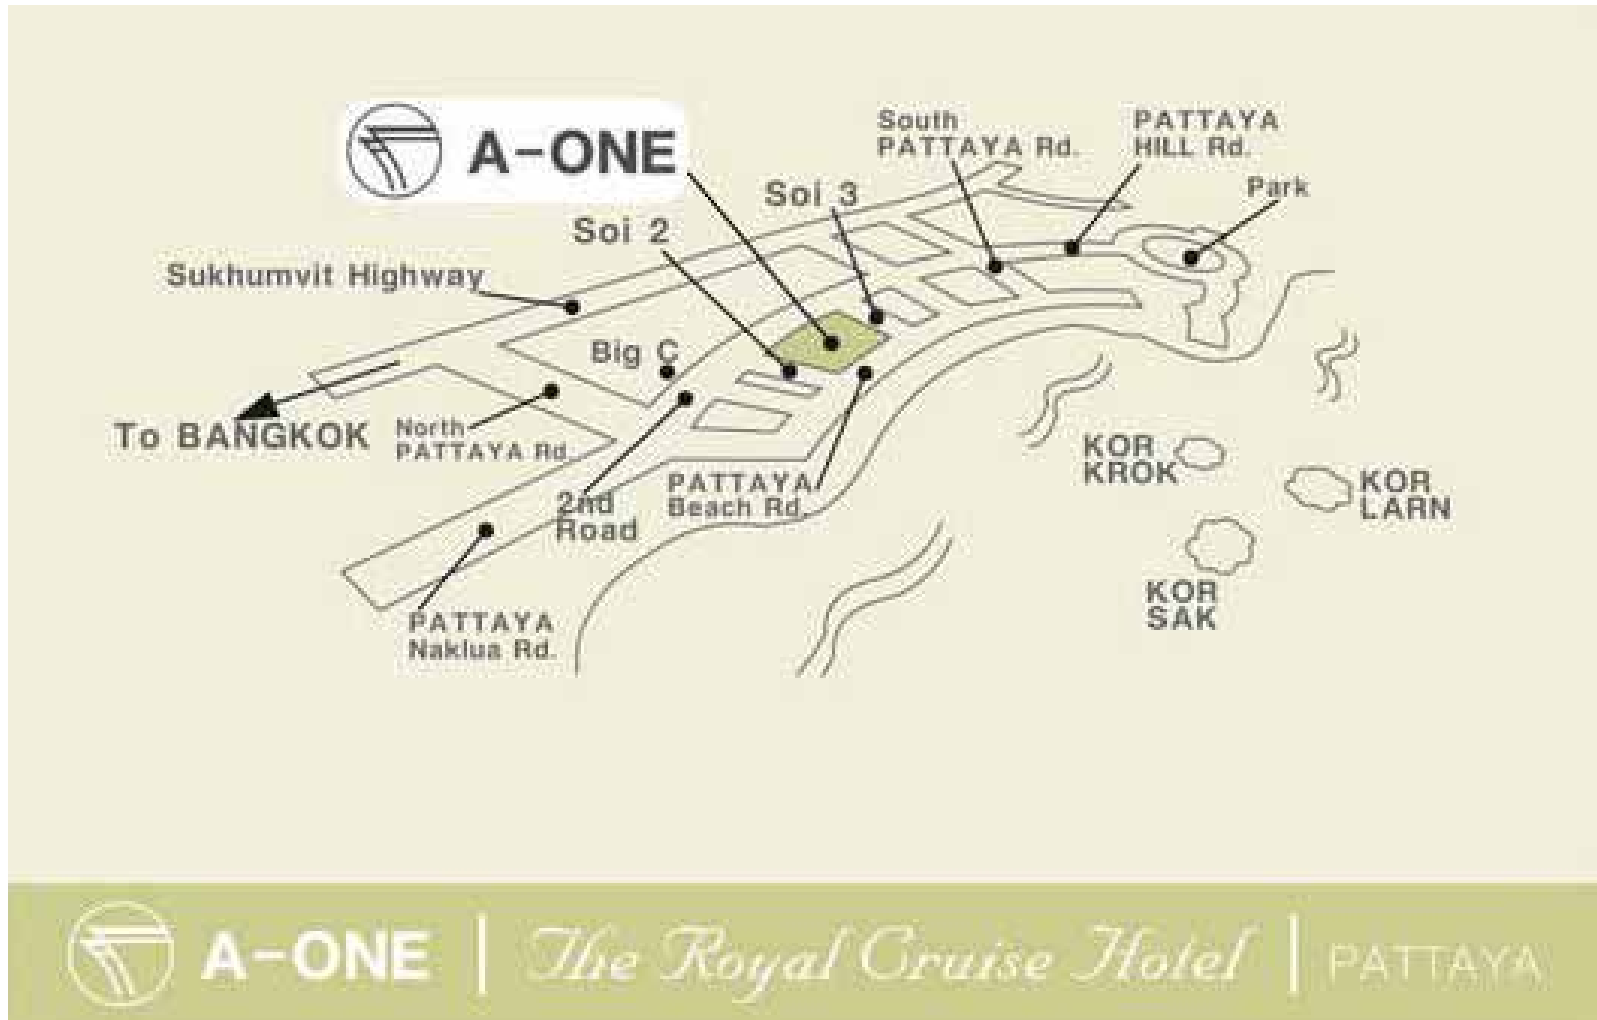 A-ONE
South
PATTAYA Rd.
PATTAYA
HILL Rd.
Park
Soi 3
Soi 2
Sukhumvit Highway
Big C
To BANGKOK
North
PATTAYA Rd.
2nd
Road
PATTAYA
Beach Rd.
KOR
KROK
KOR
LARN
KOR
SAK
PATTAYA
Naklua Rd.
A-ONE | The Royal Cruise Hotel | PATTAYA